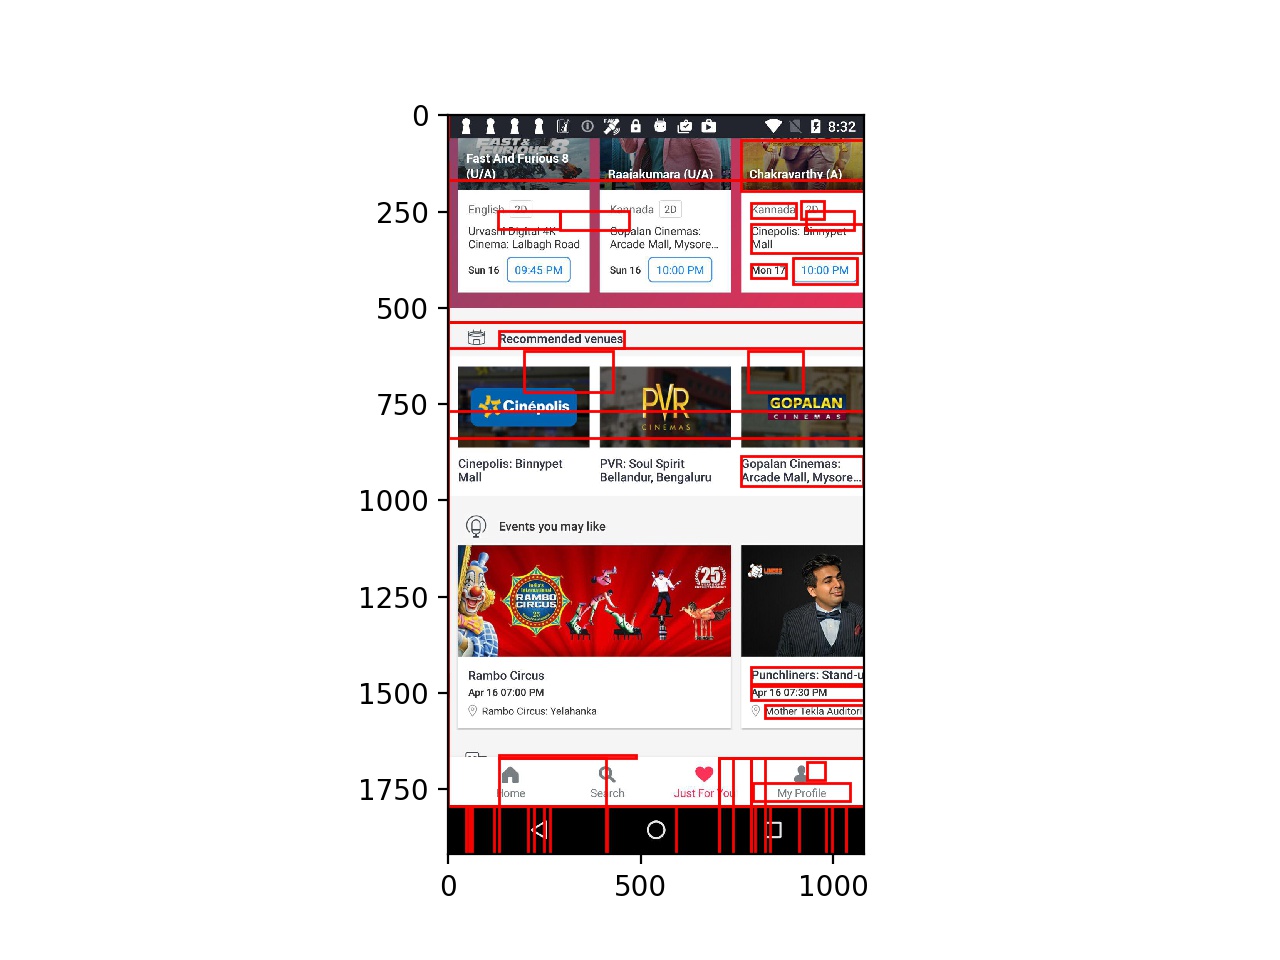 0
250
500
750
1000
1250
1500
1750
0
500
1000
8:32
FAST &
FURIOUS 8
Fast And Furious 8
(U/A)
Raajakumara (U/A)
Chakravarthy (A)
English 2D
Kannada 2D
Kannada 2D
Urvashi Digital 4K
Cinema: Lalbagh Road
Gopalan Cinemas:
Arcade Mall, Mysore...
Cinepolis: Binnypet
Mall
Sun 16 09:45 PM
Sun 16 10:00 PM
Mon 17 10:00 PM
Recommended venues
Cinépolis
PVR
CINEMAS
GOPALAN
CINEMAS
Cinepolis: Binnypet
Mall
PVR: Soul Spirit
Bellandur, Bengaluru
Gopalan Cinemas:
Arcade Mall, Mysore...
Events you may like
India's
International
RAMBO
CIRCUS
25
Rambo Circus
Apr 16 07:00 PM
Rambo Circus: Yelahanka
Punchliners: Stand-u
Apr 16 07:30 PM
Mother Tekla Auditori
Home
Search
Just For You
My Profile